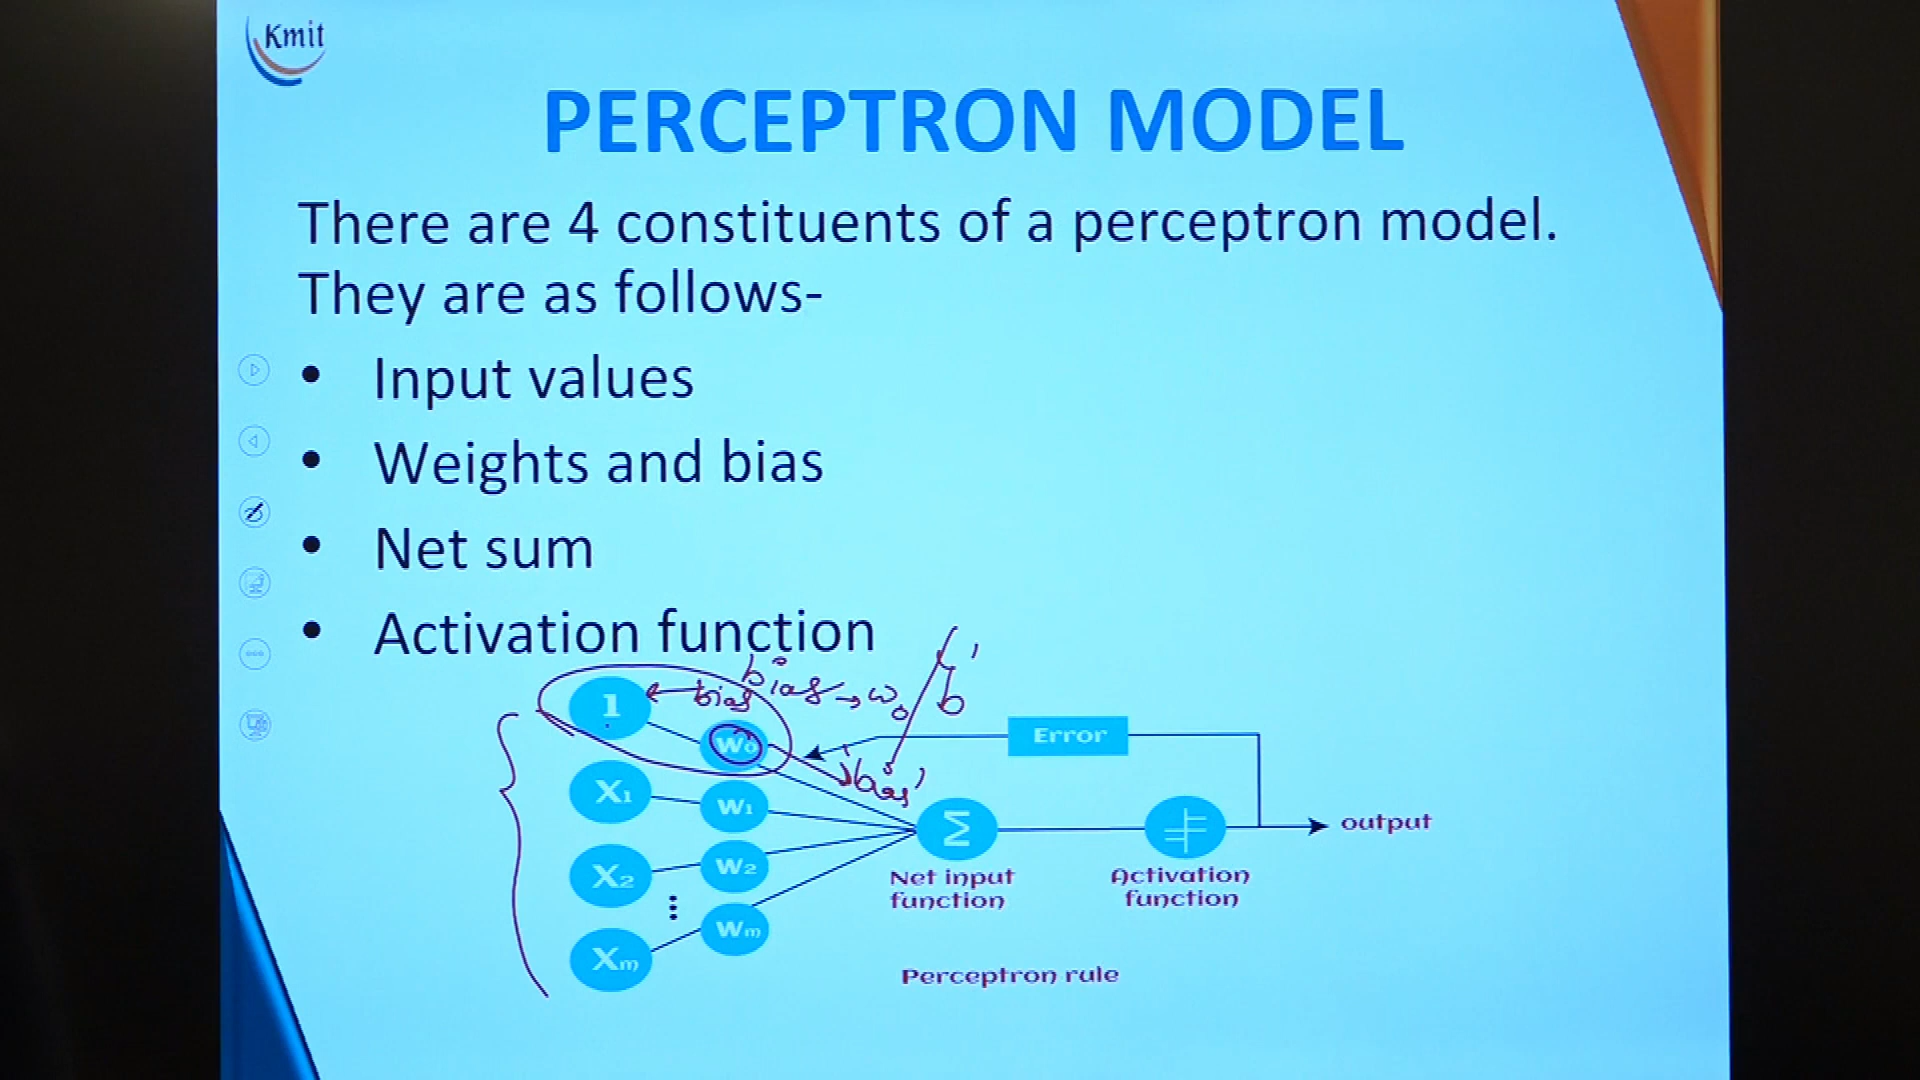 Kmit
PERCEPTRON MODEL
There are 4 constituents of a perceptron model.
They are as follows-
• Input values
• Weights and bias
• Net sum
• Activation function
bias → w₀
b
1
bias
W₀
bias
Error
X₁
W₁
Σ
output
X₂
W₂
Net input
function
Activation
function
Xm
Wm
Perceptron rule